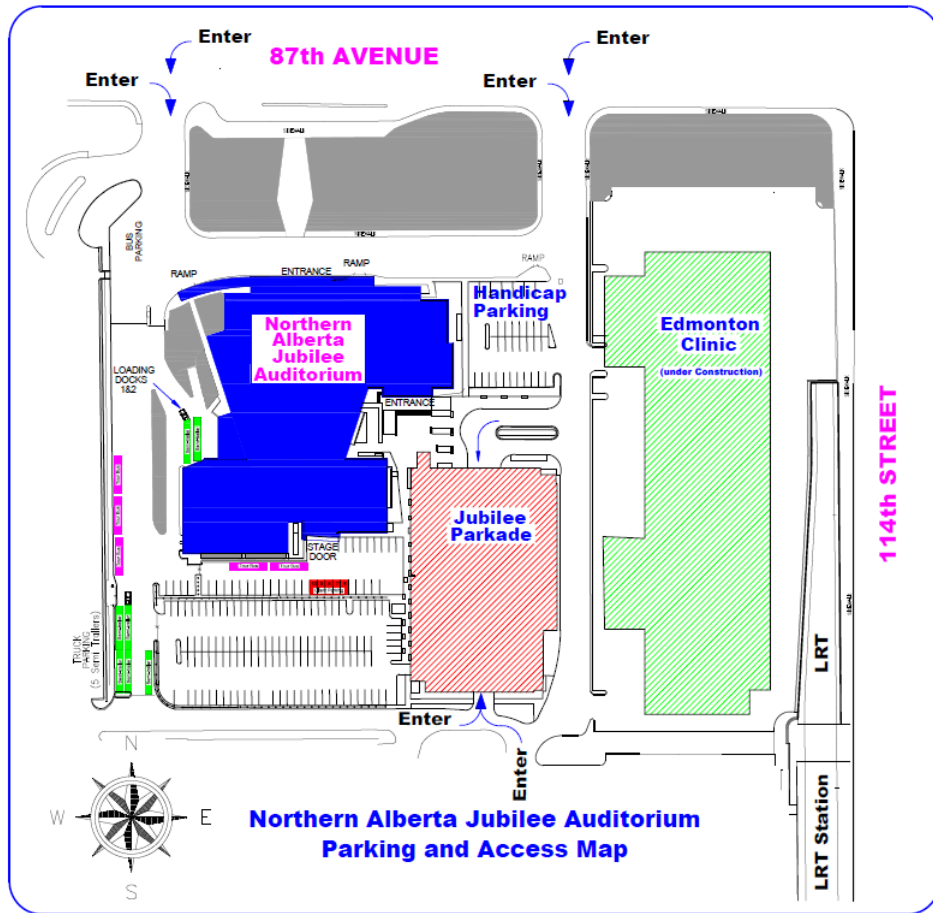 Enter
Enter
87th AVENUE
Enter
Enter
BUS
PARKING
RAMP
ENTRANCE
RAMP
RAMP
Handicap
Parking
Northern
Alberta
Jubilee
Auditorium
Edmonton
Clinic
(under Construction)
LOADING
DOCKS
1&2
ENTRANCE
114th STREET
Jubilee
Parkade
STAGE
DOOR
TRUCK
PARKING
(5 Semi Trailers)
LRT
Enter
Enter
N
W
E
S
LRT Station
Northern Alberta Jubilee Auditorium
Parking and Access Map